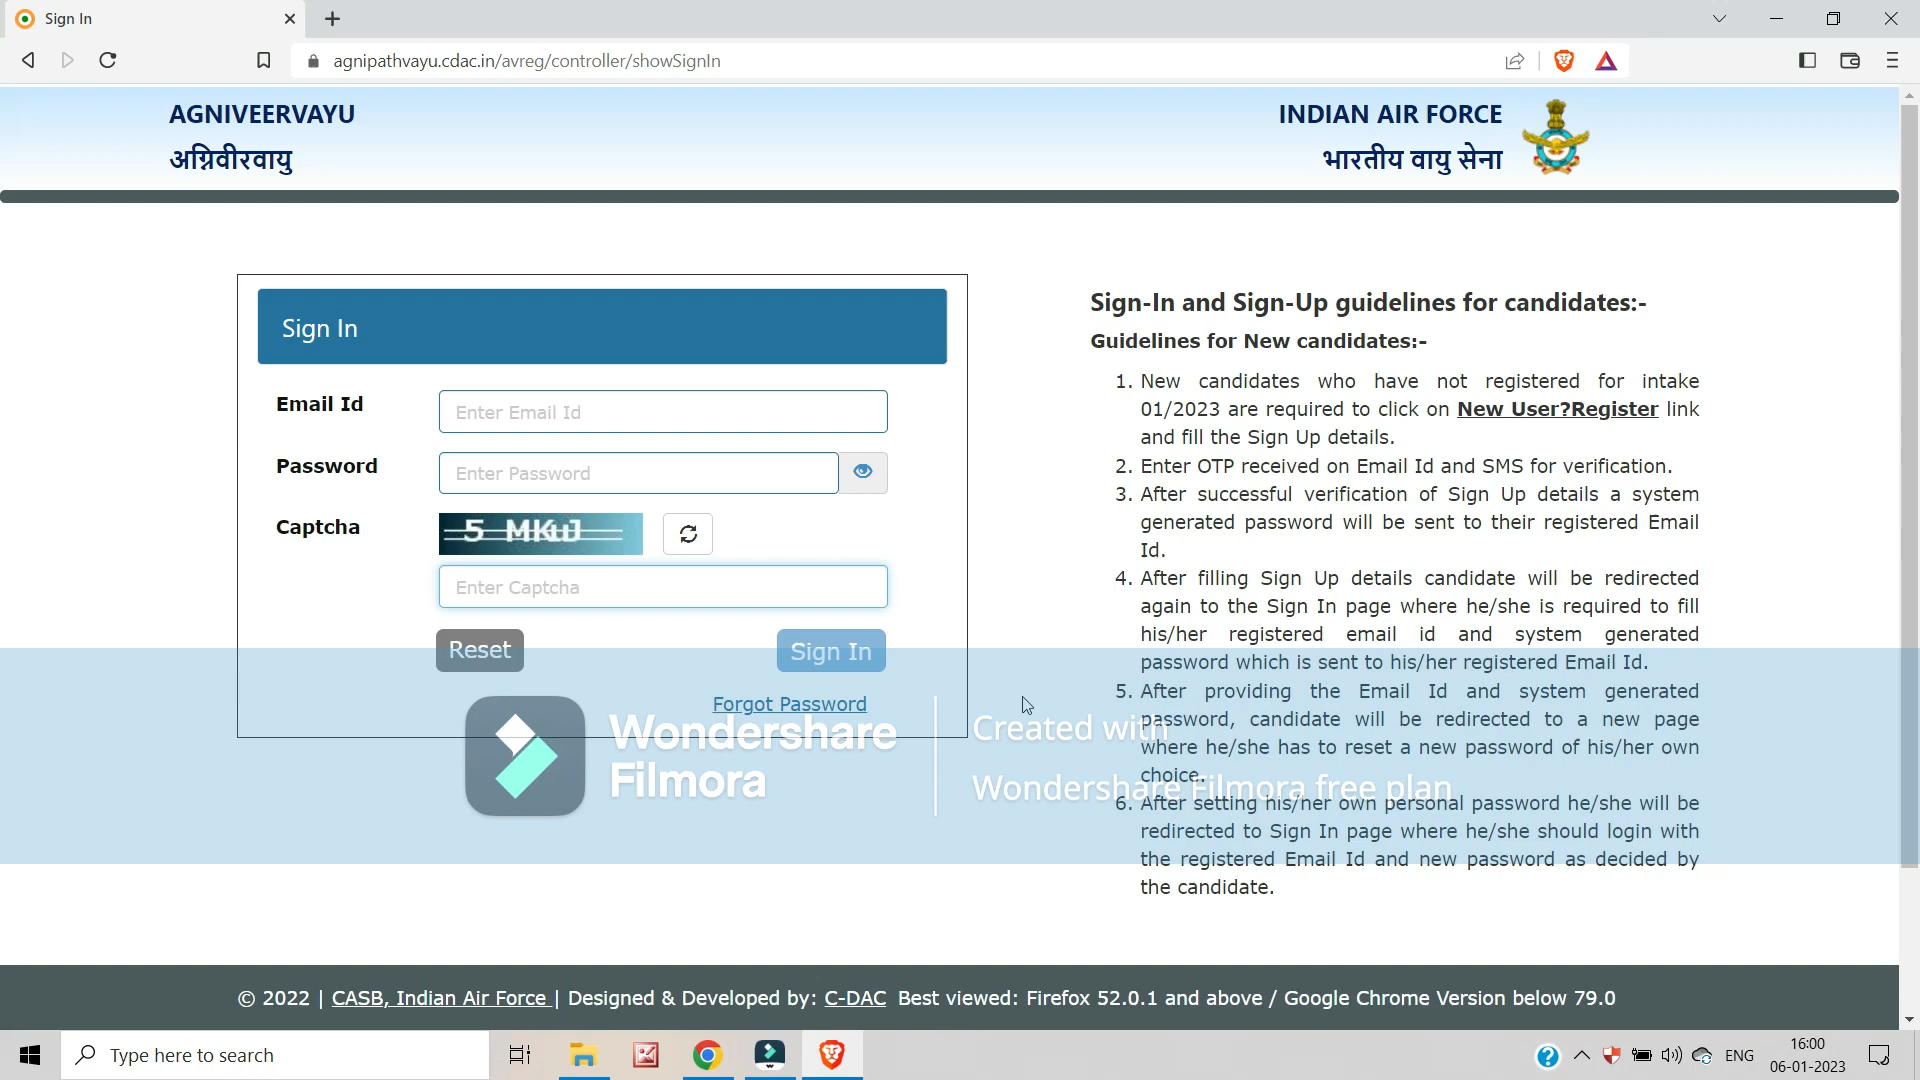 Sign In
agnipathvayu.cdac.in/avreg/controller/showSignIn
AGNIVEERVAYU
अग्निवीरवायु
INDIAN AIR FORCE
भारतीय वायु सेना
Sign In
Email Id
Enter Email Id
Password
Enter Password
Captcha
5 MKuJ
Enter Captcha
Reset
Sign In
Forgot Password
Sign-In and Sign-Up guidelines for candidates:-
Guidelines for New candidates:-
1. New candidates who have not registered for intake
01/2023 are required to click on New User?Register link
and fill the Sign Up details.
2. Enter OTP received on Email Id and SMS for verification.
3. After successful verification of Sign Up details a system
generated password will be sent to their registered Email
Id.
4. After filling Sign Up details candidate will be redirected
again to the Sign In page where he/she is required to fill
his/her registered email id and system generated
password which is sent to his/her registered Email Id.
5. After providing the Email Id and system generated
password, candidate will be redirected to a new page
where he/she has to reset a new password of his/her own
choice.
6. After setting his/her own personal password he/she will be
redirected to Sign In page where he/she should login with
the registered Email Id and new password as decided by
the candidate.
Wondershare
Filmora
Created with
Wondershare Filmora free plan
© 2022 | CASB, Indian Air Force | Designed & Developed by: C-DAC Best viewed: Firefox 52.0.1 and above / Google Chrome Version below 79.0
Type here to search
ENG
16:00
06-01-2023